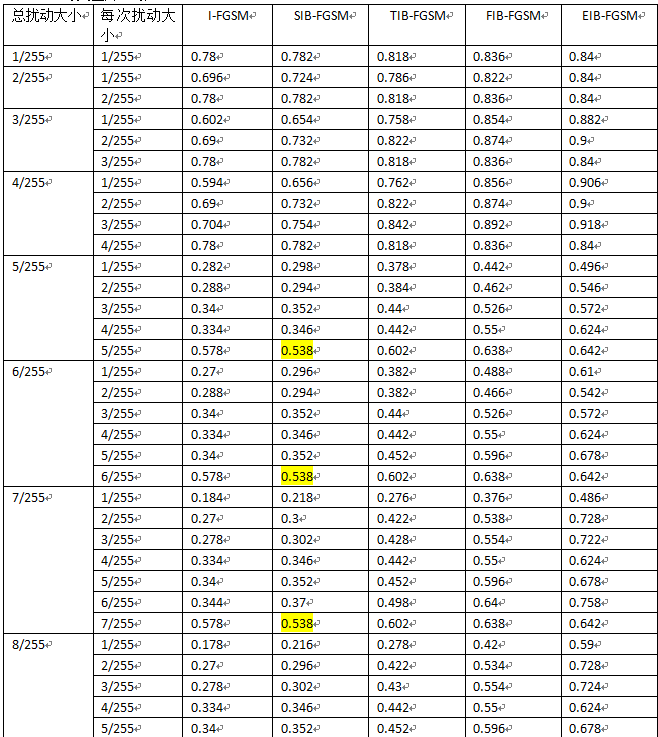 总扰动大小 每次扰动大小 I-FGSM SIB-FGSM TIB-FGSM FIB-FGSM EIB-FGSM
1/255 1/255 0.78 0.782 0.818 0.836 0.84
2/255 1/255 0.696 0.724 0.786 0.822 0.84
2/255 0.78 0.782 0.818 0.836 0.84
3/255 1/255 0.602 0.654 0.758 0.854 0.882
2/255 0.69 0.732 0.822 0.874 0.9
3/255 0.78 0.782 0.818 0.836 0.84
4/255 1/255 0.594 0.656 0.762 0.856 0.906
2/255 0.69 0.732 0.822 0.874 0.9
3/255 0.704 0.754 0.842 0.892 0.918
4/255 0.78 0.782 0.818 0.836 0.84
5/255 1/255 0.282 0.298 0.378 0.442 0.496
2/255 0.288 0.294 0.384 0.462 0.546
3/255 0.34 0.352 0.44 0.526 0.572
4/255 0.334 0.346 0.442 0.55 0.624
5/255 0.578 0.538 0.602 0.638 0.642
6/255 1/255 0.27 0.296 0.382 0.488 0.61
2/255 0.288 0.294 0.382 0.466 0.542
3/255 0.34 0.352 0.44 0.526 0.572
4/255 0.334 0.346 0.442 0.55 0.624
5/255 0.34 0.352 0.452 0.596 0.678
6/255 0.578 0.538 0.602 0.638 0.642
7/255 1/255 0.184 0.218 0.276 0.376 0.486
2/255 0.27 0.3 0.422 0.538 0.728
3/255 0.278 0.302 0.428 0.554 0.722
4/255 0.334 0.346 0.442 0.55 0.624
5/255 0.34 0.352 0.452 0.596 0.678
6/255 0.344 0.37 0.498 0.64 0.758
7/255 0.578 0.538 0.602 0.638 0.642
8/255 1/255 0.178 0.216 0.278 0.42 0.59
2/255 0.27 0.296 0.422 0.534 0.728
3/255 0.278 0.302 0.43 0.554 0.724
4/255 0.334 0.346 0.442 0.55 0.624
5/255 0.34 0.352 0.452 0.596 0.678